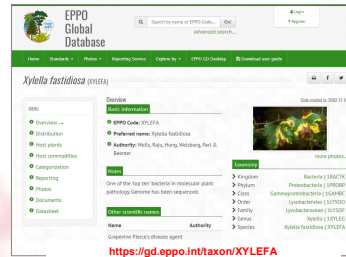 EPPO
Global
Database
Search by name or EPPO Code...
Go!
advanced search...
Login
Register
Home
Standards
Photos
Reporting Service
Explore by
EPPO GD Desktop
Download user guide
Xylella fastidiosa (XYLEFA)
MENU
Overview
Distribution
Host plants
Host commodities
Categorization
Reporting
Photos
Documents
Datasheet
Overview
Code created in: 2002-11-1
Basic information
EPPO Code: XYLEFA
Preferred name: Xylella fastidiosa
Authority: Wells, Raju, Hung, Weisburg, Parl &
Beemer
Notes
One of the top ten bacteria in molecular plant
pathology. Genome has been sequenced.
Other scientific names
Name Authority
Grapevine Pierce's disease agent
more photos...
Taxonomy
Kingdom Bacteria ( 1BACTK
Phylum Proteobacteria ( 1PROBP
Class Gammaproteobacteria ( 1GAMBC
Order Lysobacterales ( 1LYSOO
Family Lysobacteraceae ( 1LYSOF
Genus Xylella ( 1XYLEG
Species Xylella fastidiosa ( XYLEFA
https://gd.eppo.int/taxon/XYLEFA